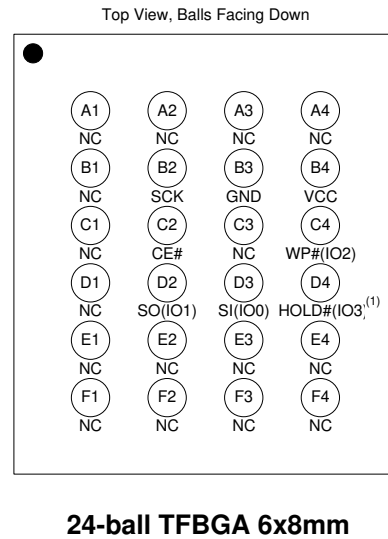 Top View, Balls Facing Down
A1 A2 A3 A4
NC NC NC NC
B1 B2 B3 B4
NC SCK GND VCC
C1 C2 C3 C4
NC CE# NC WP#(IO2)
D1 D2 D3 D4
NC SO(IO1) SI(IO0) HOLD#(IO3)(1)
E1 E2 E3 E4
NC NC NC NC
F1 F2 F3 F4
NC NC NC NC
24-ball TFBGA 6x8mm